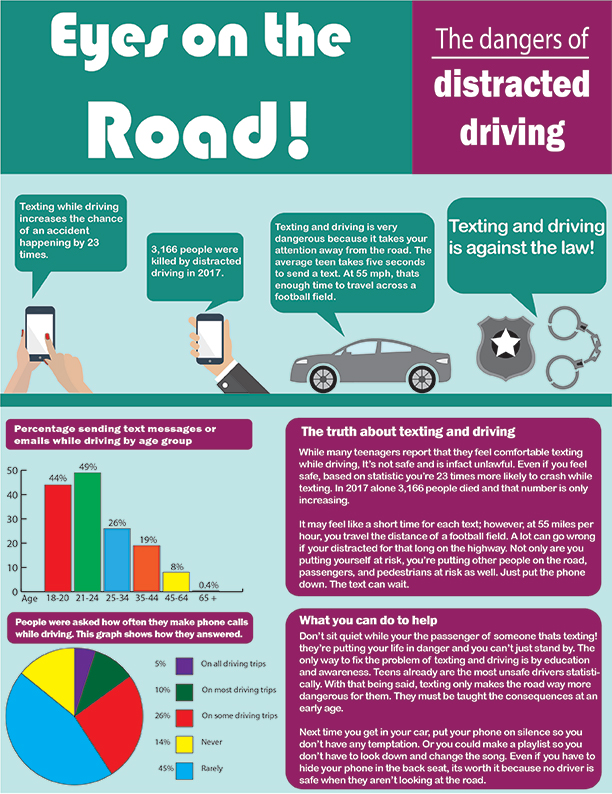 Eyes on the
Road!
The dangers of
distracted
driving
Texting while driving
increases the chance
of an accident
happening by 23
times.
3,166 people were
killed by distracted
driving in 2017.
Texting and driving is very
dangerous because it takes your
attention away from the road. The
average teen takes five seconds
to send a text. At 55 mph, thats
enough time to travel across a
football field.
Texting and driving
is against the law!
Percentage sending text messages or
emails while driving by age group
50
40
30
20
10
0
44%
49%
26%
19%
8%
0.4%
Age 18-20 21-24 25-34 35-44 45-64 65 +
People were asked how often they make phone calls
while driving. This graph shows how they answered.
5% On all driving trips
10% On most driving trips
26% On some driving trips
14% Never
45% Rarely
The truth about texting and driving
While many teenagers report that they feel comfortable texting
while driving, It's not safe and is infact unlawful. Even if you feel
safe, based on statistic you're 23 times more likely to crash while
texting. In 2017 alone 3,166 people died and that number is only
increasing.
It may feel like a short time for each text; however, at 55 miles per
hour, you travel the distance of a football field. A lot can go wrong
if your distracted for that long on the highway. Not only are you
putting yourself at risk, you're putting other people on the road,
passengers, and pedestrians at risk as well. Just put the phone
down. The text can wait.
What you can do to help
Don't sit quiet while your the passenger of someone thats texting!
they're putting your life in danger and you can't just stand by. The
only way to fix the problem of texting and driving is by education
and awareness. Teens already are the most unsafe drivers statisti-
cally. With that being said, texting only makes the road way more
dangerous for them. They must be taught the consequences at an
early age.
Next time you get in your car, put your phone on silence so you
don't have any temptation. Or you could make a playlist so you
don't have to look down and change the song. Even if you have to
hide your phone in the back seat, its worth it because no driver is
safe when they aren't looking at the road.